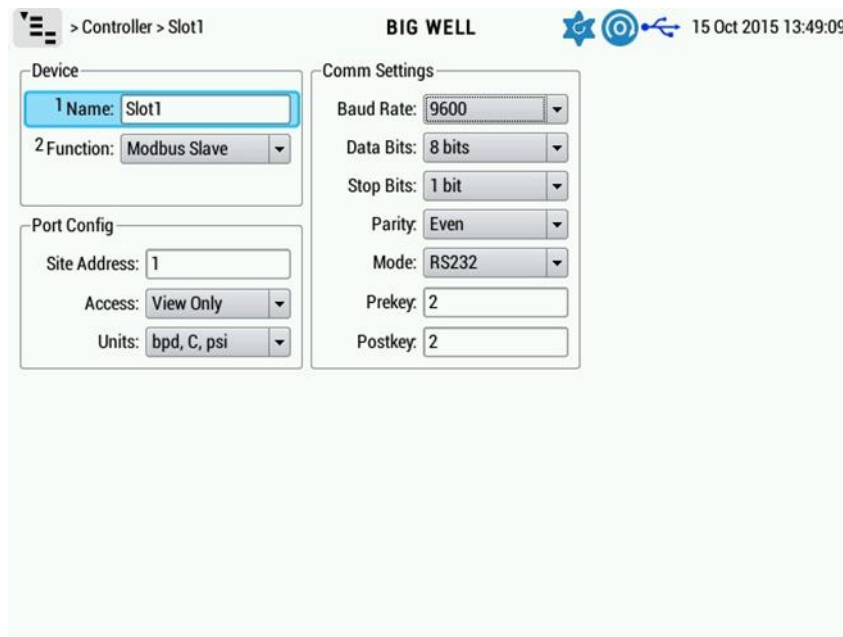 > Controller > Slot1 BIG WELL 15 Oct 2015 13:49:09
Device
1 Name: Slot1
2 Function: Modbus Slave
Port Config
Site Address: 1
Access: View Only
Units: bpd, C, psi
Comm Settings
Baud Rate: 9600
Data Bits: 8 bits
Stop Bits: 1 bit
Parity: Even
Mode: RS232
Prekey: 2
Postkey: 2